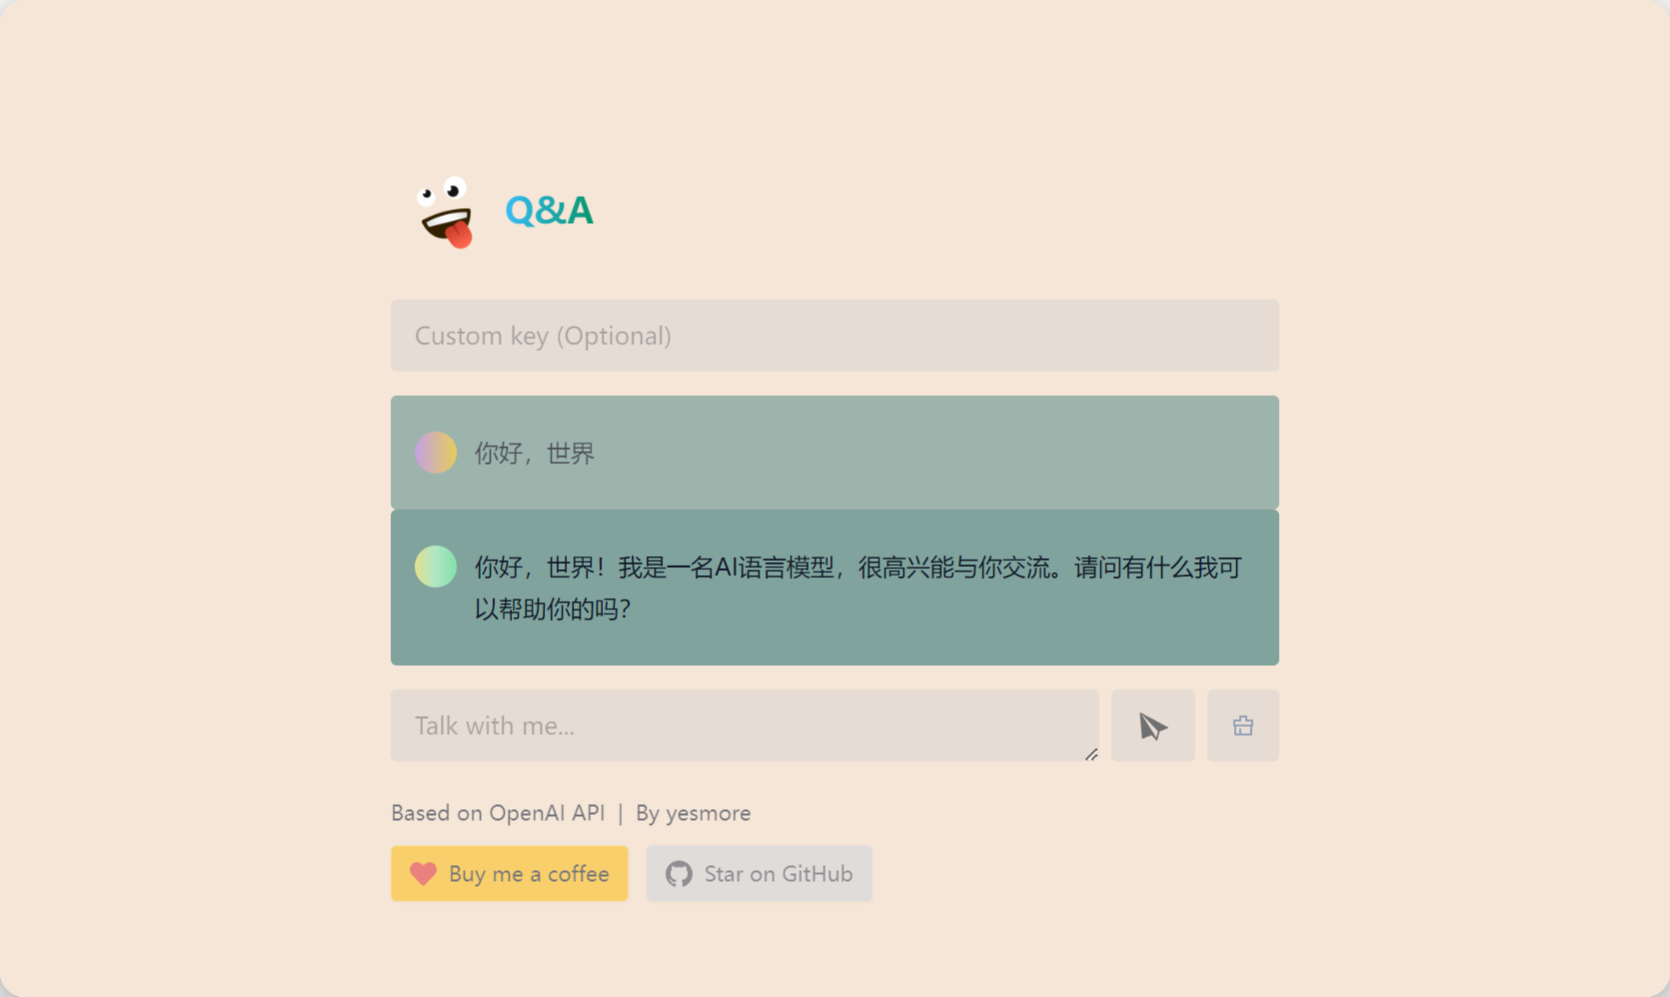 Q&A
Custom key (Optional)
你好，世界
你好，世界！我是一名AI语言模型，很高兴能与你交流。请问有什么我可
以帮助你的吗？
Talk with me...
Based on OpenAI API | By yesmore
Buy me a coffee
Star on GitHub